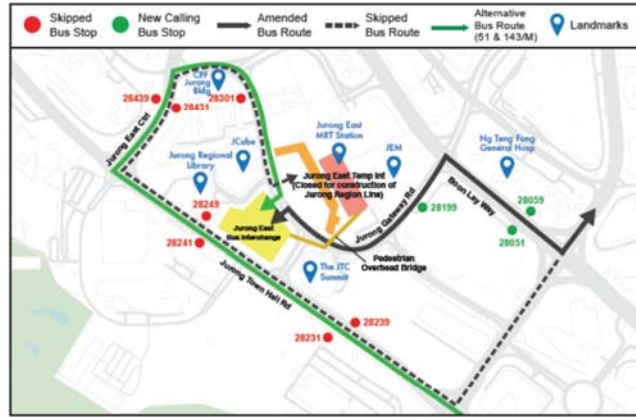 Skipped
Bus Stop
New Calling
Bus Stop
Amended
Bus Route
Skipped
Bus Route
Alternative
Bus Route
(51 & 143/M)
Landmarks
CPF
Jurong
Bldg
28439
28431
28301
Jurong East Ctrl
JCube
Jurong East
MRT Station
JEM
Ng Teng Fong
General Hosp
Jurong Regional
Library
Jurong East Temp Int
(Closed for construction of
Jurong Region Line)
Boon Lay Way
28059
28199
28249
Jurong Gateway Rd
28051
28241
Jurong East
Bus Interchange
Pedestrian
Overhead Bridge
The JTC
Summit
Jurong Town Hall Rd
28239
28231